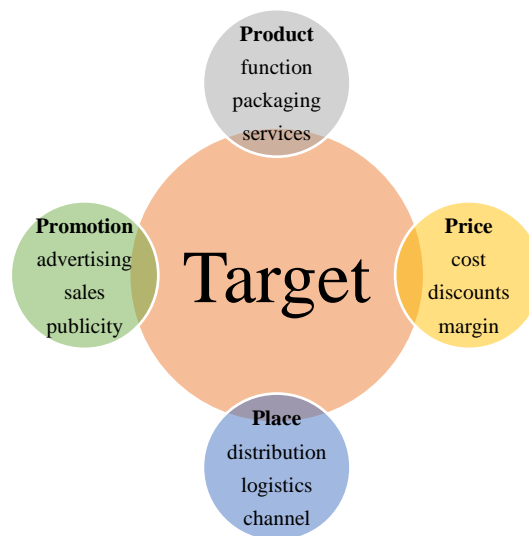 Product
function
packaging
services
Promotion
advertising
sales
publicity
Target
Price
cost
discounts
margin
Place
distribution
logistics
channel